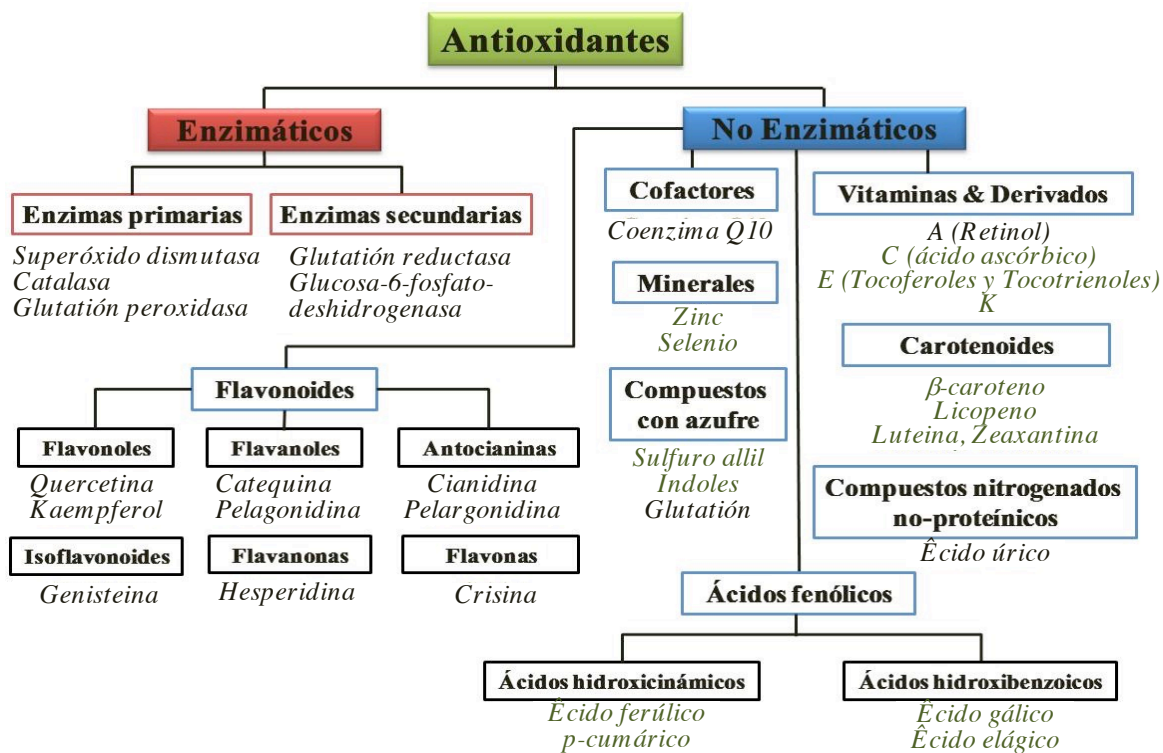 Antioxidantes
Enzimáticos
No Enzimáticos
Enzimas primarias
Superóxido dismutasa
Catalasa
Glutatión peroxidasa
Enzimas secundarias
Glutatión reductasa
Glucosa-6-fosfato-
deshidrogenasa
Cofactores
Coenzima Q10
Minerales
Zinc
Selenio
Compuestos
con azufre
Sulfuro allil
Indoles
Glutatión
Vitaminas & Derivados
A (Retinol)
C (ácido ascórbico)
E (Tocoferoles y Tocotrienoles)
K
Carotenoides
β-caroteno
Licopeno
Luteina, Zeaxantina
Compuestos nitrogenados
no-proteínicos
Êcido úrico
Flavonoides
Flavonoles
Quercetina
Kaempferol
Flavanoles
Catequina
Pelagonidina
Antocianinas
Cianidina
Pelargonidina
Isoflavonoides
Genisteina
Flavanonas
Hesperidina
Flavonas
Crisina
Ácidos fenólicos
Ácidos hidroxicinámicos
Êcido ferúlico
p-cumárico
Ácidos hidroxibenzoicos
Êcido gálico
Êcido elágico